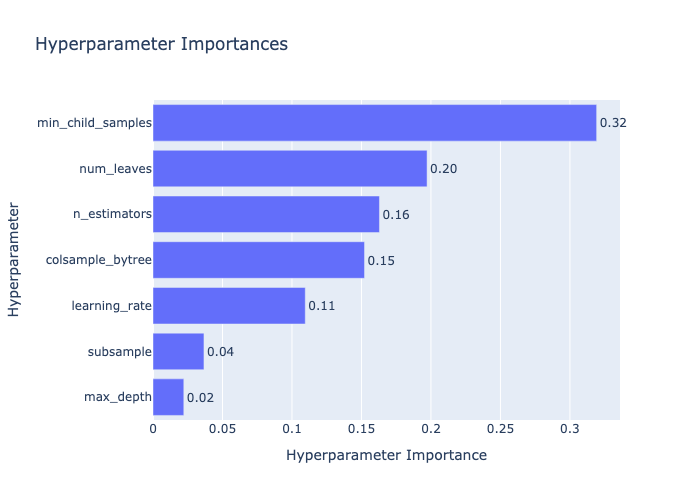 Hyperparameter Importances
Hyperparameter
min_child_samples 0.32
num_leaves 0.20
n_estimators 0.16
colsample_bytree 0.15
learning_rate 0.11
subsample 0.04
max_depth 0.02
0 0.05 0.1 0.15 0.2 0.25 0.3
Hyperparameter Importance